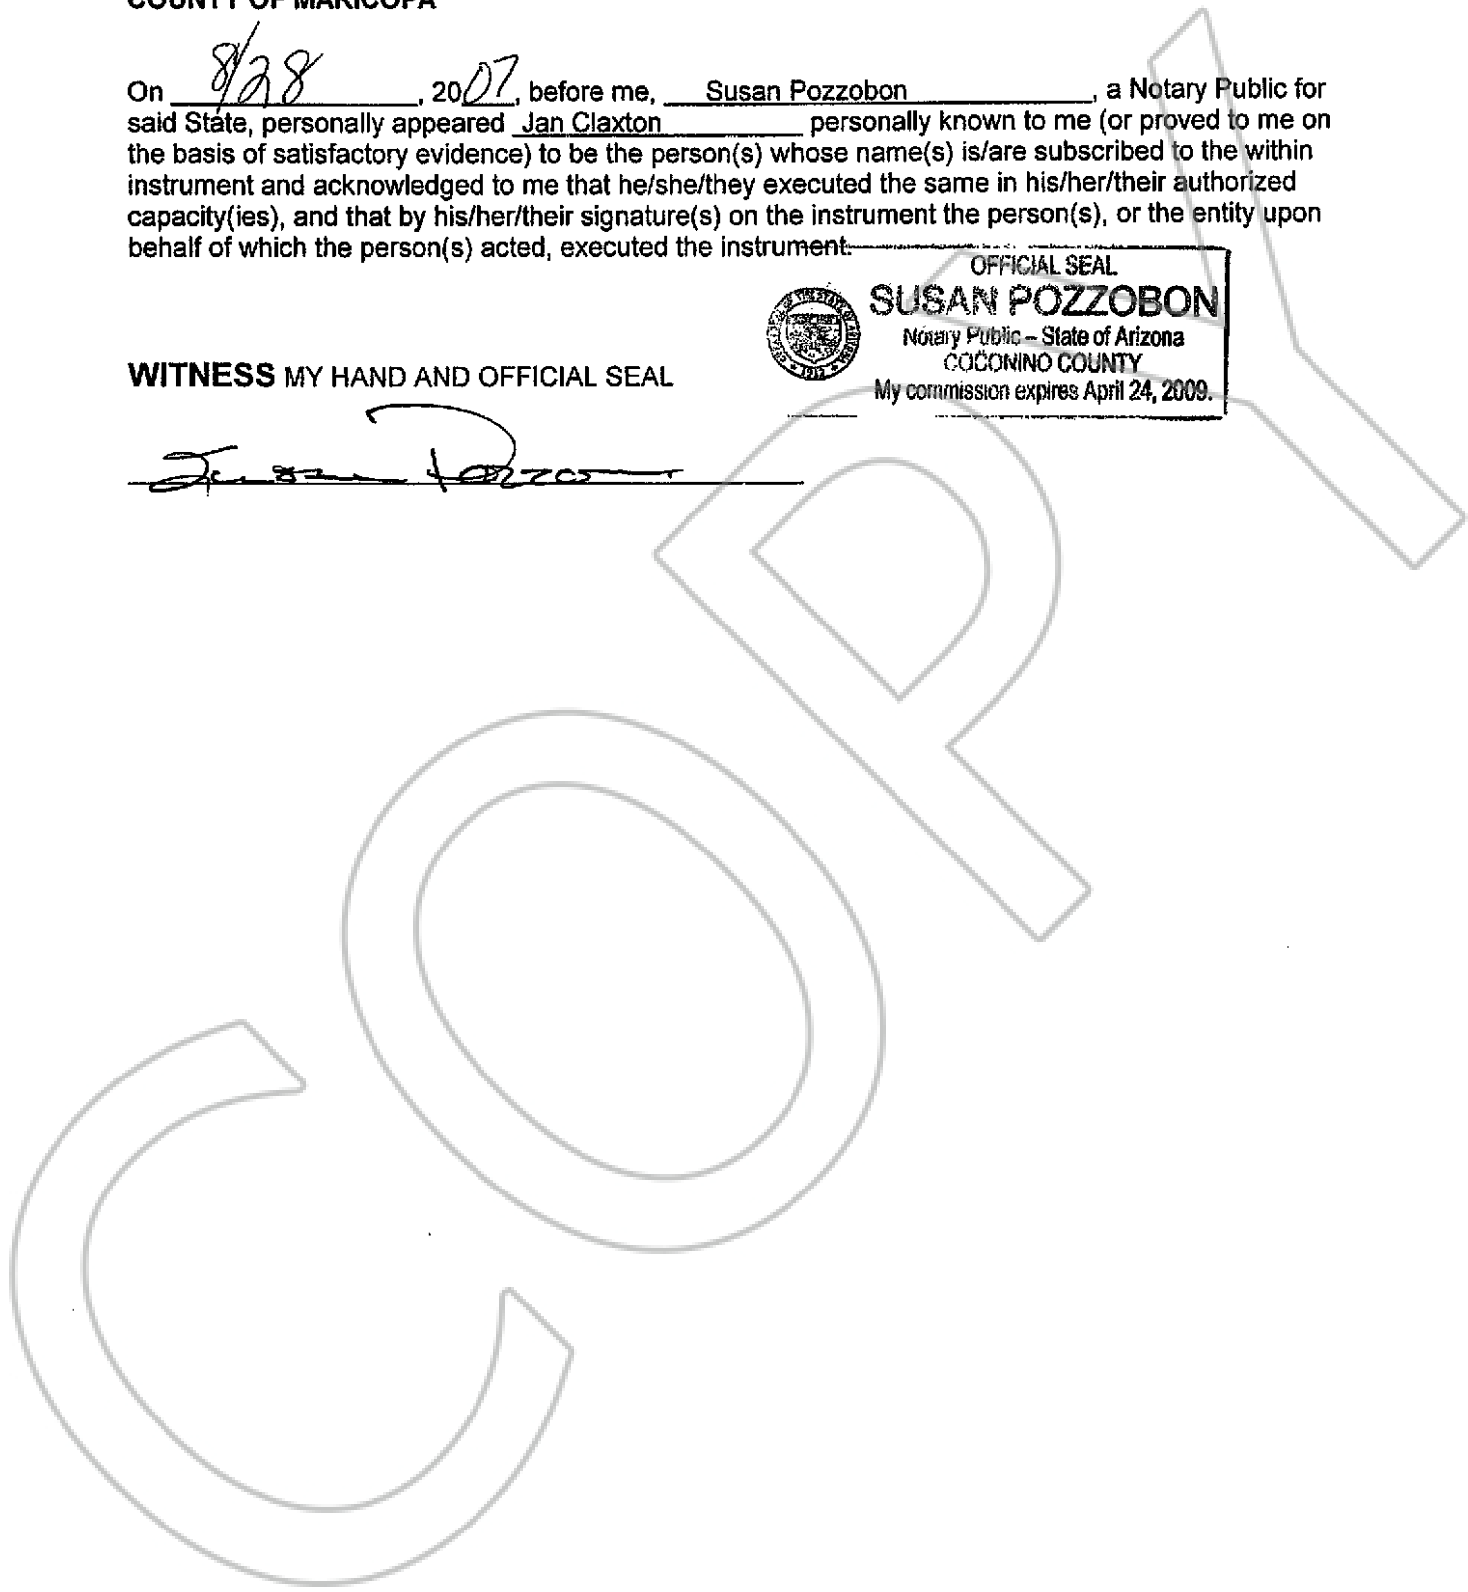 COUNTY OF MARICOPA
On 8/28, 2007, before me, Susan Pozzobon, a Notary Public for
said State, personally appeared Jan Claxton personally known to me (or proved to me on
the basis of satisfactory evidence) to be the person(s) whose name(s) is/are subscribed to the within
instrument and acknowledged to me that he/she/they executed the same in his/her/their authorized
capacity(ies), and that by his/her/their signature(s) on the instrument the person(s), or the entity upon
behalf of which the person(s) acted, executed the instrument.
OFFICIAL SEAL
SUSAN POZZOBON
Notary Public – State of Arizona
COCONINO COUNTY
My commission expires April 24, 2009.
WITNESS MY HAND AND OFFICIAL SEAL
Susan Pozzo
COPY